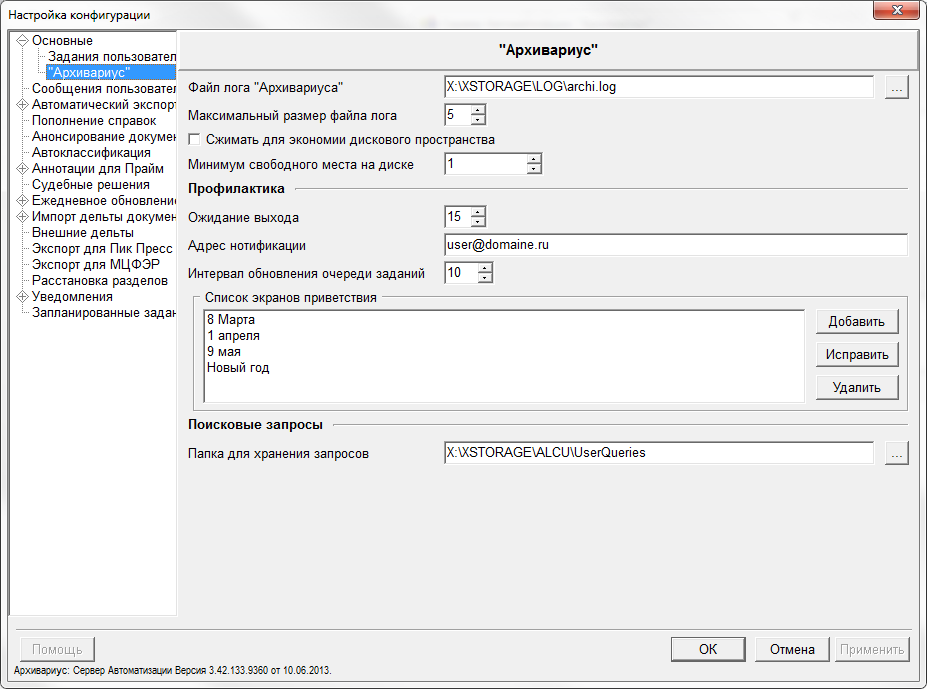 Настройка конфигурации
Основные
Задания пользовател
"Архивариус"
Сообщения пользовател
Автоматический экспорт
Пополнение справок
Анонсирование докумен
Автоклассификация
Аннотации для Прайм
Судебные решения
Ежедневное обновлени
Импорт дельты докумен
Внешние дельты
Экспорт для Пик Пресс
Экспорт для МЦФЭР
Расстановка разделов
Уведомления
Запланированные задан
"Архивариус"
Файл лога "Архивариуса"
X:\XSTORAGE\LOG\archi.log
...
Максимальный размер файла лога
5
Сжимать для экономии дискового пространства
Минимум свободного места на диске
1
Профилактика
Ожидание выхода
15
Адрес нотификации
user@domaine.ru
Интервал обновления очереди заданий
10
Список экранов приветствия
8 Марта
1 апреля
9 мая
Новый год
Добавить
Исправить
Удалить
Поисковые запросы
Папка для хранения запросов
X:\XSTORAGE\ALCU\UserQueries
...
Помощь
OK
Отмена
Применить
Архивариус: Сервер Автоматизации Версия 3.42.133.9360 от 10.06.2013.